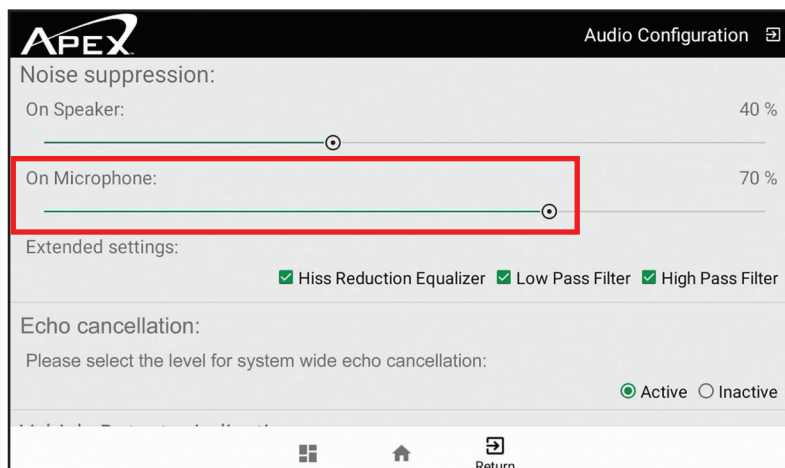 APEX
Audio Configuration
Noise suppression:
On Speaker: 40 %
On Microphone: 70 %
Extended settings:
Hiss Reduction Equalizer Low Pass Filter High Pass Filter
Echo cancellation:
Please select the level for system wide echo cancellation:
Active Inactive
Return